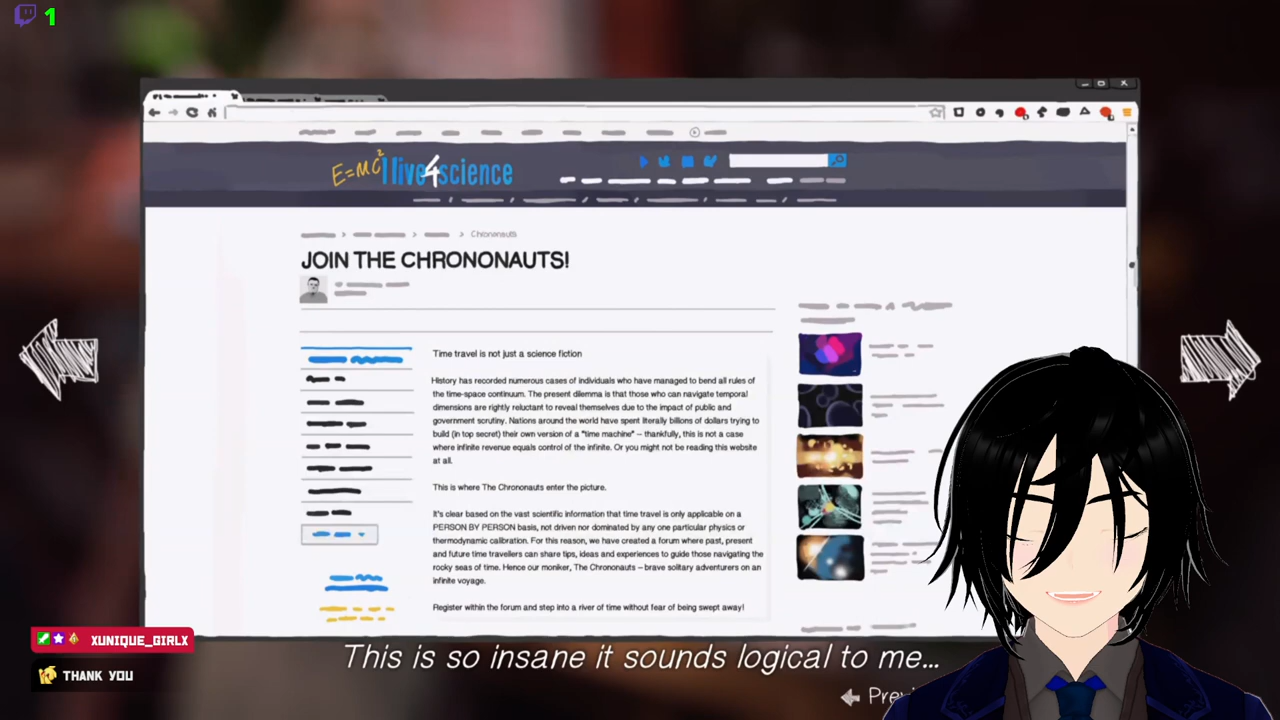 1
E=MC² I live4science
Chrononauts
JOIN THE CHRONONAUTS!
Time travel is not just a science fiction
History has recorded numerous cases of individuals who have managed to bend all rules of
the time-space continuum. The present dilemma is that those who can navigate temporal
dimensions are rightly reluctant to reveal themselves due to the impact of public and
government scrutiny. Nations around the world have spent literally billions of dollars trying to
build (in top secret) their own version of a "time machine" – thankfully, this is not a case
where infinite revenue equals control of the infinite. Or you might not be reading this website
at all.
This is where The Chrononauts enter the picture.
It's clear based on the vast scientific information that time travel is only applicable on a
PERSON BY PERSON basis, not driven nor dominated by any one particular physics or
thermodynamic calibration. For this reason, we have created a forum where past, present
and future time travellers can share tips, ideas and experiences to guide those navigating the
rocky seas of time. Hence our moniker, The Chrononauts – brave solitary adventurers on an
infinite voyage.
Register within the forum and step into a river of time without fear of being swept away!
XUNIQUE_GIRLX
THANK YOU
This is so insane it sounds logical to me...